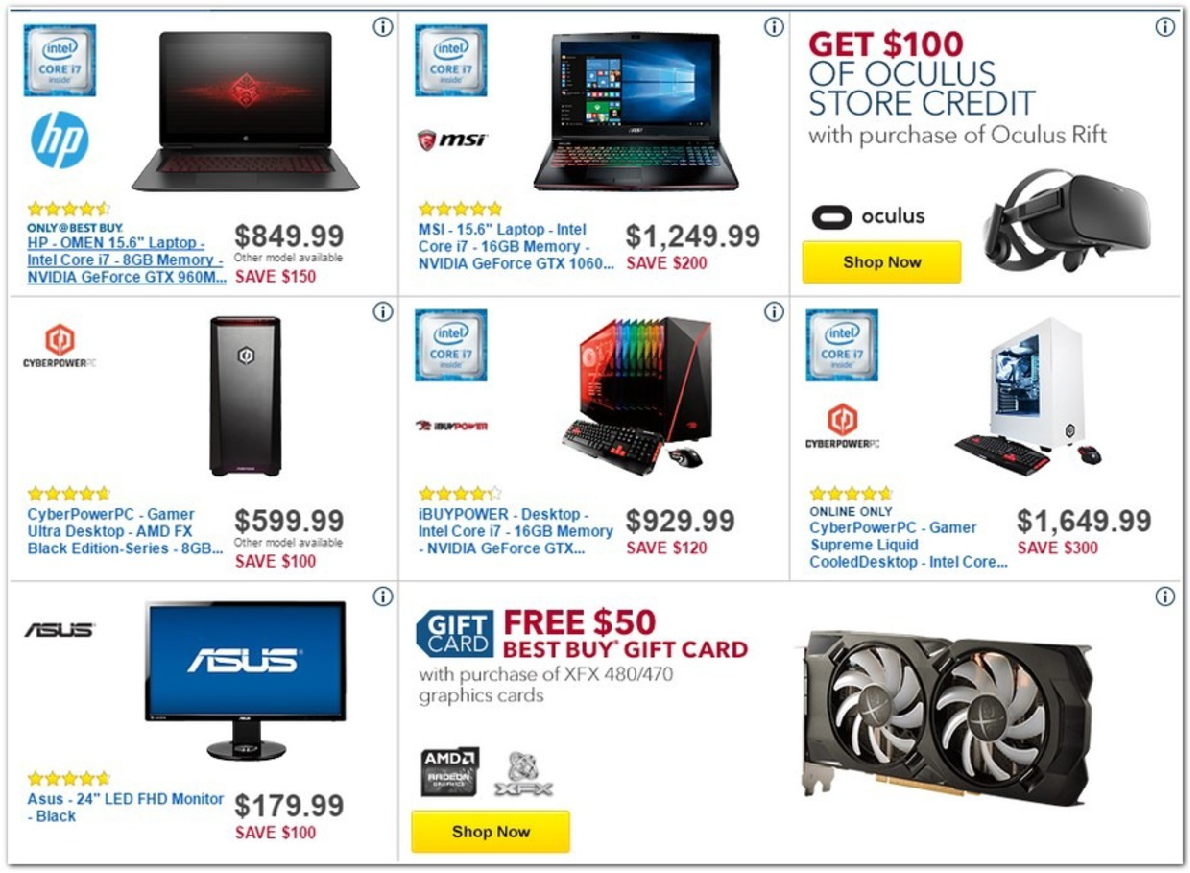 intel
CORE i7
inside
hp
ONLY@BEST BUY.
HP - OMEN 15.6" Laptop -
Intel Core i7 - 8GB Memory -
NVIDIA GeForce GTX 960M...
$849.99
Other model available
SAVE $150
intel
CORE i7
inside
msi
MSI - 15.6" Laptop - Intel
Core i7 - 16GB Memory -
NVIDIA GeForce GTX 1060...
$1,249.99
SAVE $200
GET $100
OF OCULUS
STORE CREDIT
with purchase of Oculus Rift
oculus
Shop Now
CYBERPOWERPC
CyberPowerPC - Gamer
Ultra Desktop - AMD FX
Black Edition-Series - 8GB...
$599.99
Other model available
SAVE $100
intel
CORE i7
inside
iBUYPOWER
iBUYPOWER - Desktop -
Intel Core i7 - 16GB Memory
- NVIDIA GeForce GTX...
$929.99
SAVE $120
intel
CORE i7
inside
CYBERPOWERPC
ONLINE ONLY
CyberPowerPC - Gamer
Supreme Liquid
CooledDesktop - Intel Core...
$1,649.99
SAVE $300
ASUS
ASUS
Asus - 24" LED FHD Monitor
- Black
$179.99
SAVE $100
GIFT
CARD
FREE $50
BEST BUY® GIFT CARD
with purchase of XFX 480/470
graphics cards
AMD
RADEON
GRAPHICS
XFX
Shop Now